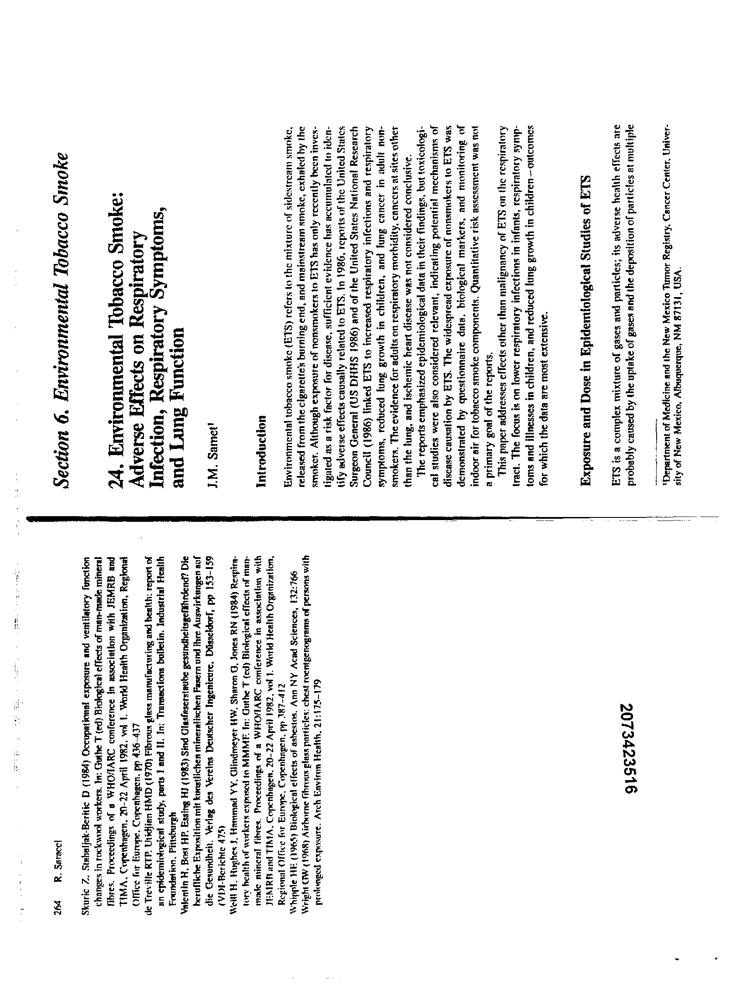 264 R. Saracci
Skuric Z, Stahuljak-Beritic D (1984) Occupational exposure and ventilatory function
changes in rockwool workers. In: Guthe T (ed) Biological effects of man-made mineral
fibres. Proceedings of a WHO/IARC conference in association with JEMRB and
TIMA, Copenhagen, 20–22 April 1982, vol 1. World Health Organization, Regional
Office for Europe, Copenhagen, pp 436–437
de Treville RTP, Utidjian HMD (1970) Fibrous glass manufacturing and health: report of
an epidemiological study, parts I and II. In: Transactions bulletin. Industrial Health
Foundation, Pittsburgh
Valentin H, Bost HP, Essing HJ (1983) Sind Glasfaserstaube gesundheitsgefährdend? Die
berufliche Exposition mit kunstlichen mineralischen Fasern und ihre Auswirkungen auf
die Gesundheit. Verlag des Vereins Deutscher Ingenieure, Düsseldorf, pp 153–159
(VDI-Berichte 475)
Weill H, Hughes J, Hammad YY, Glindmeyer HW, Sharon G, Jones RN (1984) Respira-
tory health of workers exposed to MMMF. In: Guthe T (ed) Biological effects of man-
made mineral fibres. Proceedings of a WHO/IARC conference in association with
JEMRB and TIMA, Copenhagen, 20–22 April 1982, vol 1. World Health Organization,
Regional Office for Europe, Copenhagen, pp 387–412
Whipple HE (1965) Biological effects of asbestus. Ann NY Acad Sciences, 132:766
Wright GW (1968) Airborne fibrous glass particles: chest roentgenograms of persons with
prolonged exposure. Arch Environ Health, 21:175–179
Section 6. Environmental Tobacco Smoke
24. Environmental Tobacco Smoke:
Adverse Effects on Respiratory
Infection, Respiratory Symptoms,
and Lung Function
J.M. Samet¹
Introduction
Environmental tobacco smoke (ETS) refers to the mixture of sidestream smoke,
released from the cigarette's burning end, and mainstream smoke, exhaled by the
smoker. Although exposure of nonsmokers to ETS has only recently been inves-
tigated as a risk factor for disease, sufficient evidence has accumulated to iden-
tify adverse effects causally related to ETS. In 1986, reports of the United States
Surgeon General (US DHHS 1986) and of the United States National Research
Council (1986) linked ETS to increased respiratory infections and respiratory
symptoms, reduced lung growth in children, and lung cancer in adult non-
smokers. The evidence for adults on respiratory morbidity, cancers at sites other
than the lung, and ischemic heart disease was not considered conclusive.
The reports emphasized epidemiological data in their findings, but toxicologi-
cal studies were also considered relevant, indicating potential mechanisms of
disease causation by ETS. The widespread exposure of nonsmokers to ETS was
demonstrated by questionnaire data, biological markers, and monitoring of
indoor air for tobacco smoke components. Quantitative risk assessment was not
a primary goal of the reports.
This paper addresses effects other than malignancy of ETS on the respiratory
tract. The focus is on lower respiratory infections in infants, respiratory symp-
toms and illnesses in children, and reduced lung growth in children—outcomes
for which the data are most extensive.
Exposure and Dose in Epidemiological Studies of ETS
ETS is a complex mixture of gases and particles; its adverse health effects are
probably caused by the uptake of gases and the deposition of particles at multiple
¹Department of Medicine and the New Mexico Tumor Registry, Cancer Center, Univer-
sity of New Mexico, Albuquerque, NM 87131, USA.
2073423516